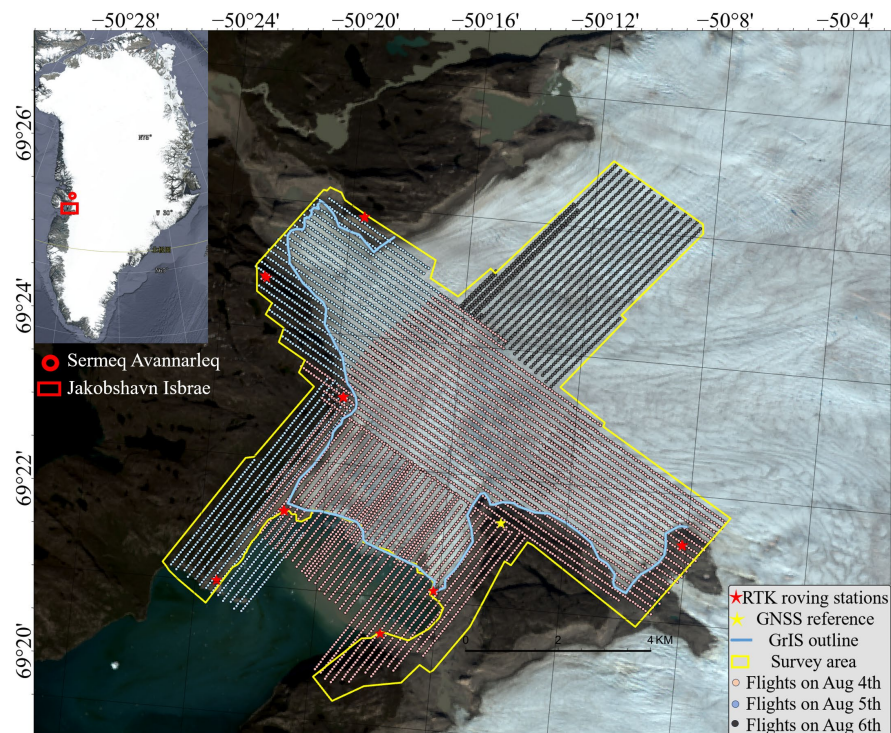 −50°28' −50°24' −50°20' −50°16' −50°12' −50°8' −50°4'
69°26'
69°24'
69°22'
69°20'
Sermeq Avannarleq
Jakobshavn Isbrae
0 2 4 KM
RTK roving stations
GNSS reference
GrIS outline
Survey area
Flights on Aug 4th
Flights on Aug 5th
Flights on Aug 6th